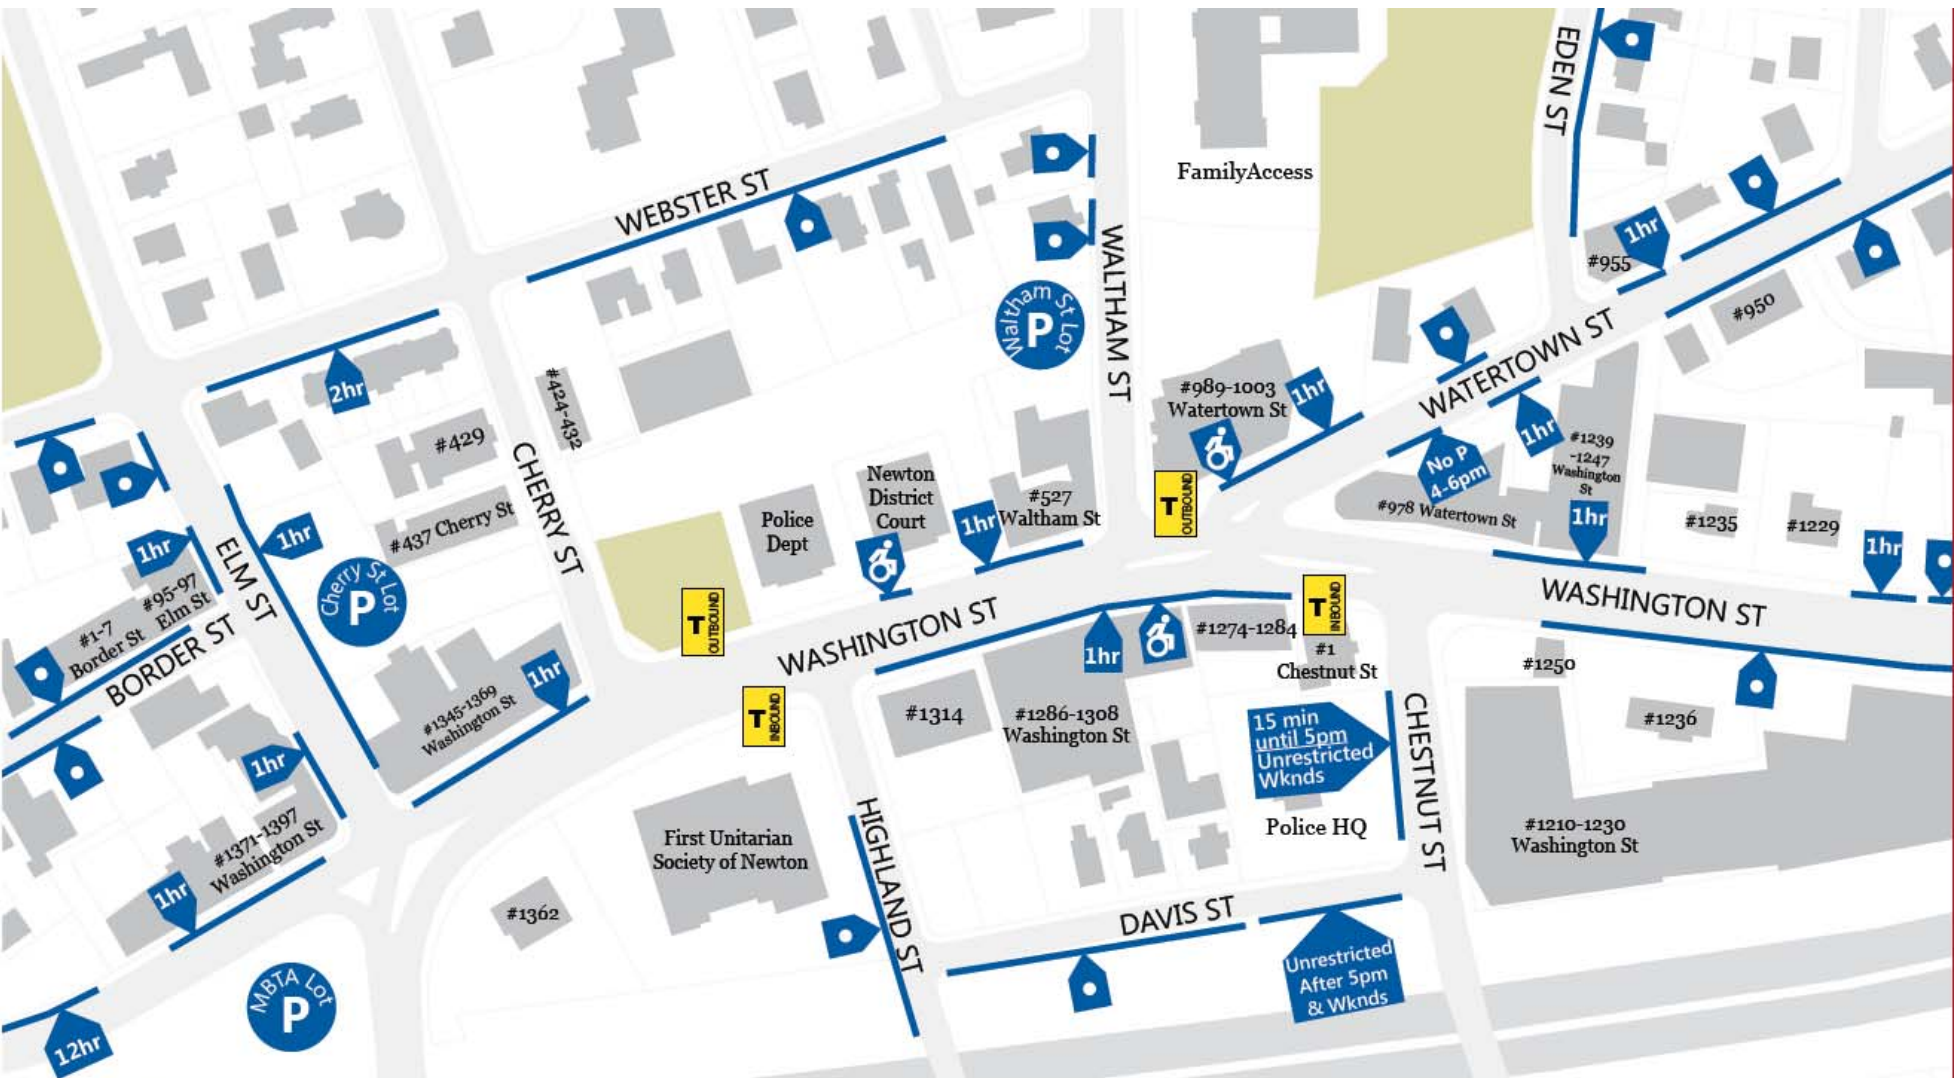 EDEN ST
FamilyAccess
WEBSTER ST
WALTHAM ST
Waltham St Lot
P
1hr
#955
#950
WATERTOWN ST
2hr
#429
#424-432
CHERRY ST
#437 Cherry St
#989-1003
Watertown St
1hr
1hr
No P
4-6pm
#1239
-1247
Washington
St
1hr
#978 Watertown St
#1235
#1229
1hr
T
OUTBOUND
Newton
District
Court
1hr
#527
Waltham St
Police
Dept
1hr
1hr
ELM ST
Cherry St Lot
P
#95-97
Elm St
#1-7
Border St
BORDER ST
T
OUTBOUND
WASHINGTON ST
T
INBOUND
WASHINGTON ST
1hr
#1274-1284
#1
Chestnut St
#1250
#1236
#1345-1369
Washington St
1hr
T
INBOUND
#1314
#1286-1308
Washington St
15 min
until 5pm
Unrestricted
Wknds
CHESTNUT ST
Police HQ
1hr
#1371-1397
Washington St
1hr
First Unitarian
Society of Newton
HIGHLAND ST
#1210-1230
Washington St
#1362
DAVIS ST
Unrestricted
After 5pm
& Wknds
MBTA Lot
P
12hr